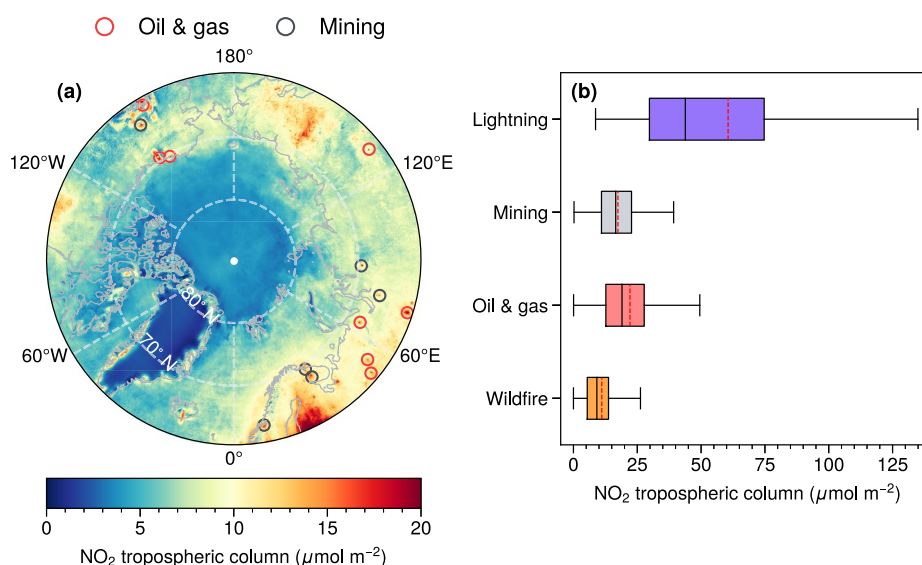 Oil & gas Mining
180°
(a)
120°W
120°E
80°N
70°N
60°W
60°E
0°
0 5 10 15 20
NO₂ tropospheric column (μmol m⁻²)
(b)
Lightning
Mining
Oil & gas
Wildfire
0 25 50 75 100 125
NO₂ tropospheric column (μmol m⁻²)